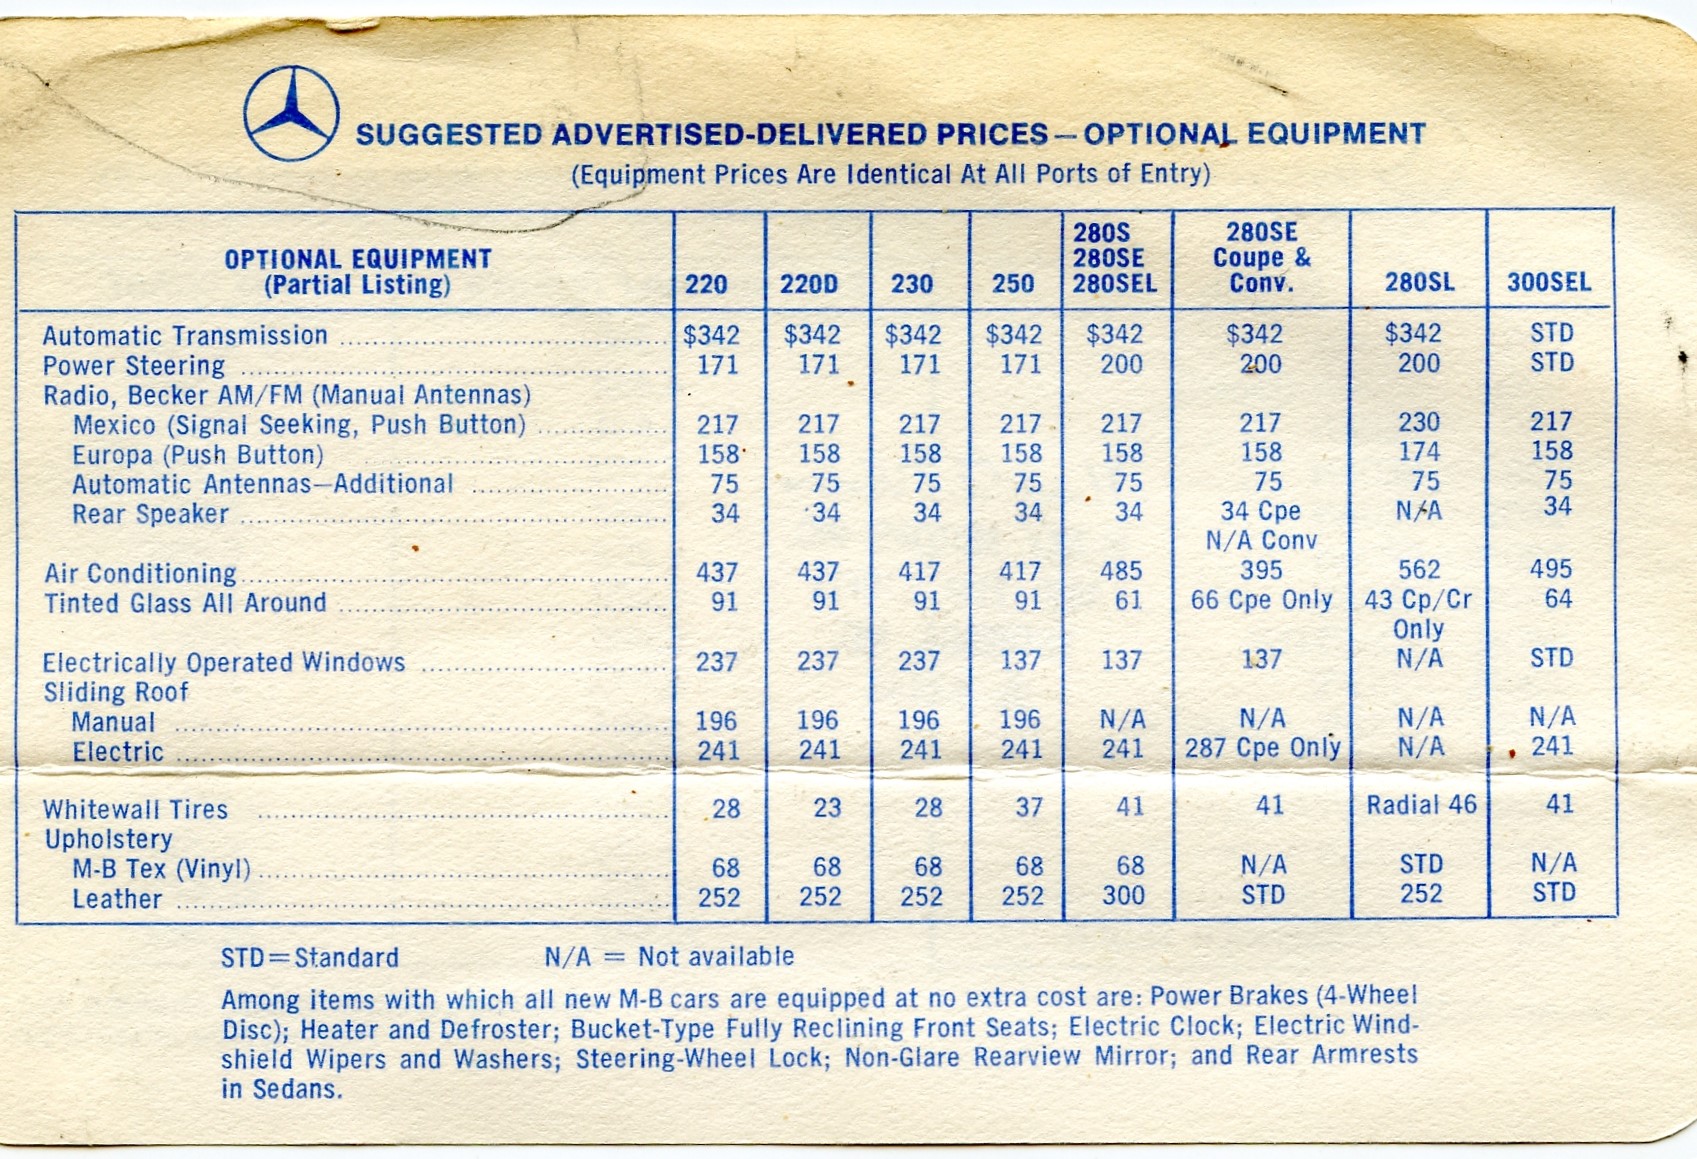 SUGGESTED ADVERTISED-DELIVERED PRICES—OPTIONAL EQUIPMENT
(Equipment Prices Are Identical At All Ports of Entry)
OPTIONAL EQUIPMENT (Partial Listing) 220 220D 230 250 280S 280SE 280SEL 280SE Coupe & Conv. 280SL 300SEL
Automatic Transmission $342 $342 $342 $342 $342 $342 $342 STD
Power Steering 171 171 171 171 200 200 200 STD
Radio, Becker AM/FM (Manual Antennas)
Mexico (Signal Seeking, Push Button) 217 217 217 217 217 217 230 217
Europa (Push Button) 158 158 158 158 158 158 174 158
Automatic Antennas—Additional 75 75 75 75 75 75 75 75
Rear Speaker 34 34 34 34 34 34 Cpe N/A 34
N/A Conv
Air Conditioning 437 437 417 417 485 395 562 495
Tinted Glass All Around 91 91 91 91 61 66 Cpe Only 43 Cp/Cr 64
Only
Electrically Operated Windows 237 237 237 137 137 137 N/A STD
Sliding Roof
Manual 196 196 196 196 N/A N/A N/A N/A
Electric 241 241 241 241 241 287 Cpe Only N/A 241
Whitewall Tires 28 23 28 37 41 41 Radial 46 41
Upholstery
M-B Tex (Vinyl) 68 68 68 68 68 N/A STD N/A
Leather 252 252 252 252 300 STD 252 STD
STD=Standard N/A = Not available
Among items with which all new M-B cars are equipped at no extra cost are: Power Brakes (4-Wheel
Disc); Heater and Defroster; Bucket-Type Fully Reclining Front Seats; Electric Clock; Electric Wind-
shield Wipers and Washers; Steering-Wheel Lock; Non-Glare Rearview Mirror; and Rear Armrests
in Sedans.